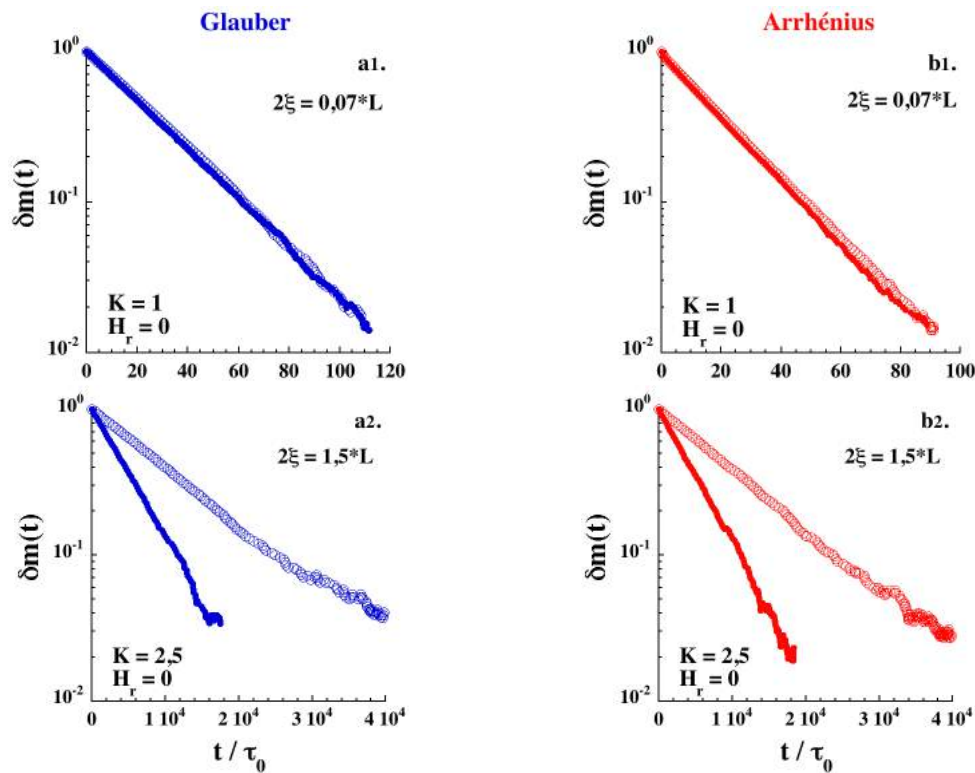 Glauber
Arrhénius
10⁰
10⁻¹
10⁻²
δm(t)
a1.
2ξ = 0,07*L
K = 1
H_r = 0
0 20 40 60 80 100 120
10⁰
10⁻¹
10⁻²
δm(t)
b1.
2ξ = 0,07*L
K = 1
H_r = 0
0 20 40 60 80 100
10⁰
10⁻¹
10⁻²
δm(t)
a2.
2ξ = 1,5*L
K = 2,5
H_r = 0
0 1 10⁴ 2 10⁴ 3 10⁴ 4 10⁴
t / τ₀
10⁰
10⁻¹
10⁻²
δm(t)
b2.
2ξ = 1,5*L
K = 2,5
H_r = 0
0 1 10⁴ 2 10⁴ 3 10⁴ 4 10⁴
t / τ₀